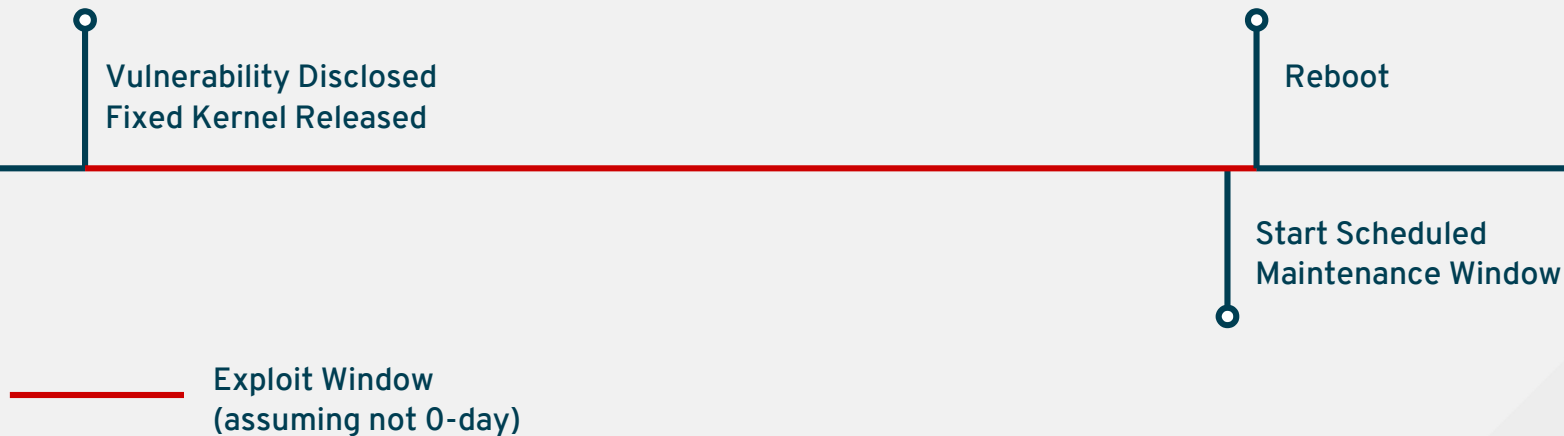 Vulnerability Disclosed
Fixed Kernel Released
Reboot
Start Scheduled
Maintenance Window
Exploit Window
(assuming not 0-day)